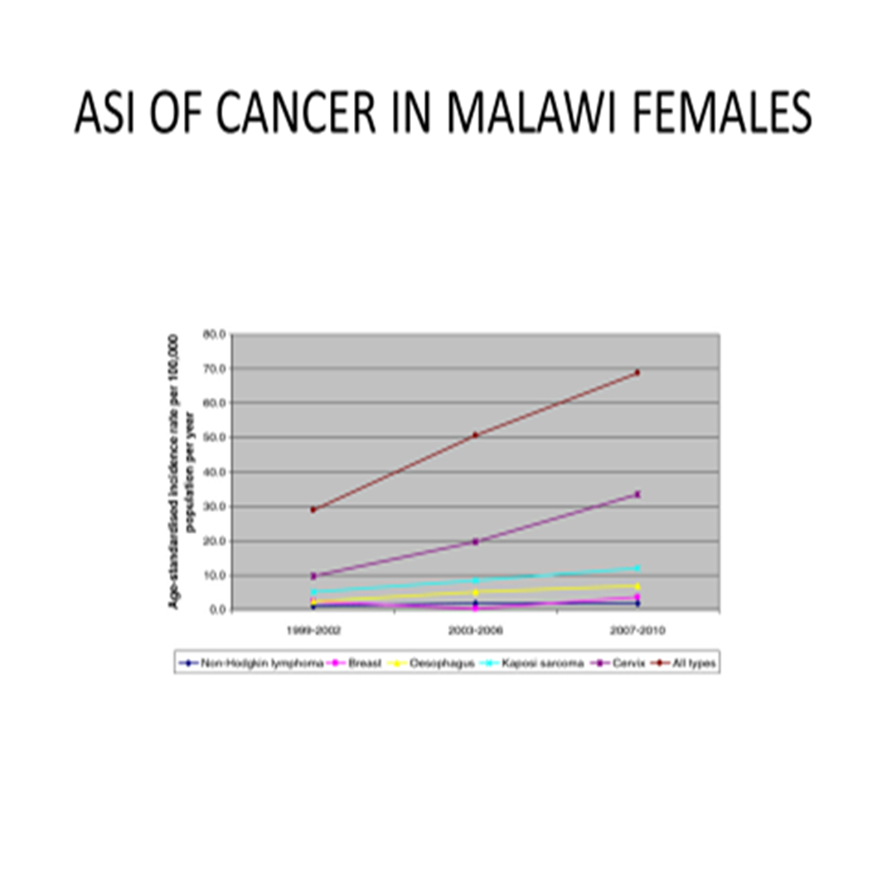 ASI OF CANCER IN MALAWI FEMALES
Age-standardised incidence rate per 100,000
population per year
80.0
70.0
60.0
50.0
40.0
30.0
20.0
10.0
0.0
1999-2002 2003-2006 2007-2010
Non-Hodgkin lymphoma Breast Oesophagus Kaposi sarcoma Cervix All types